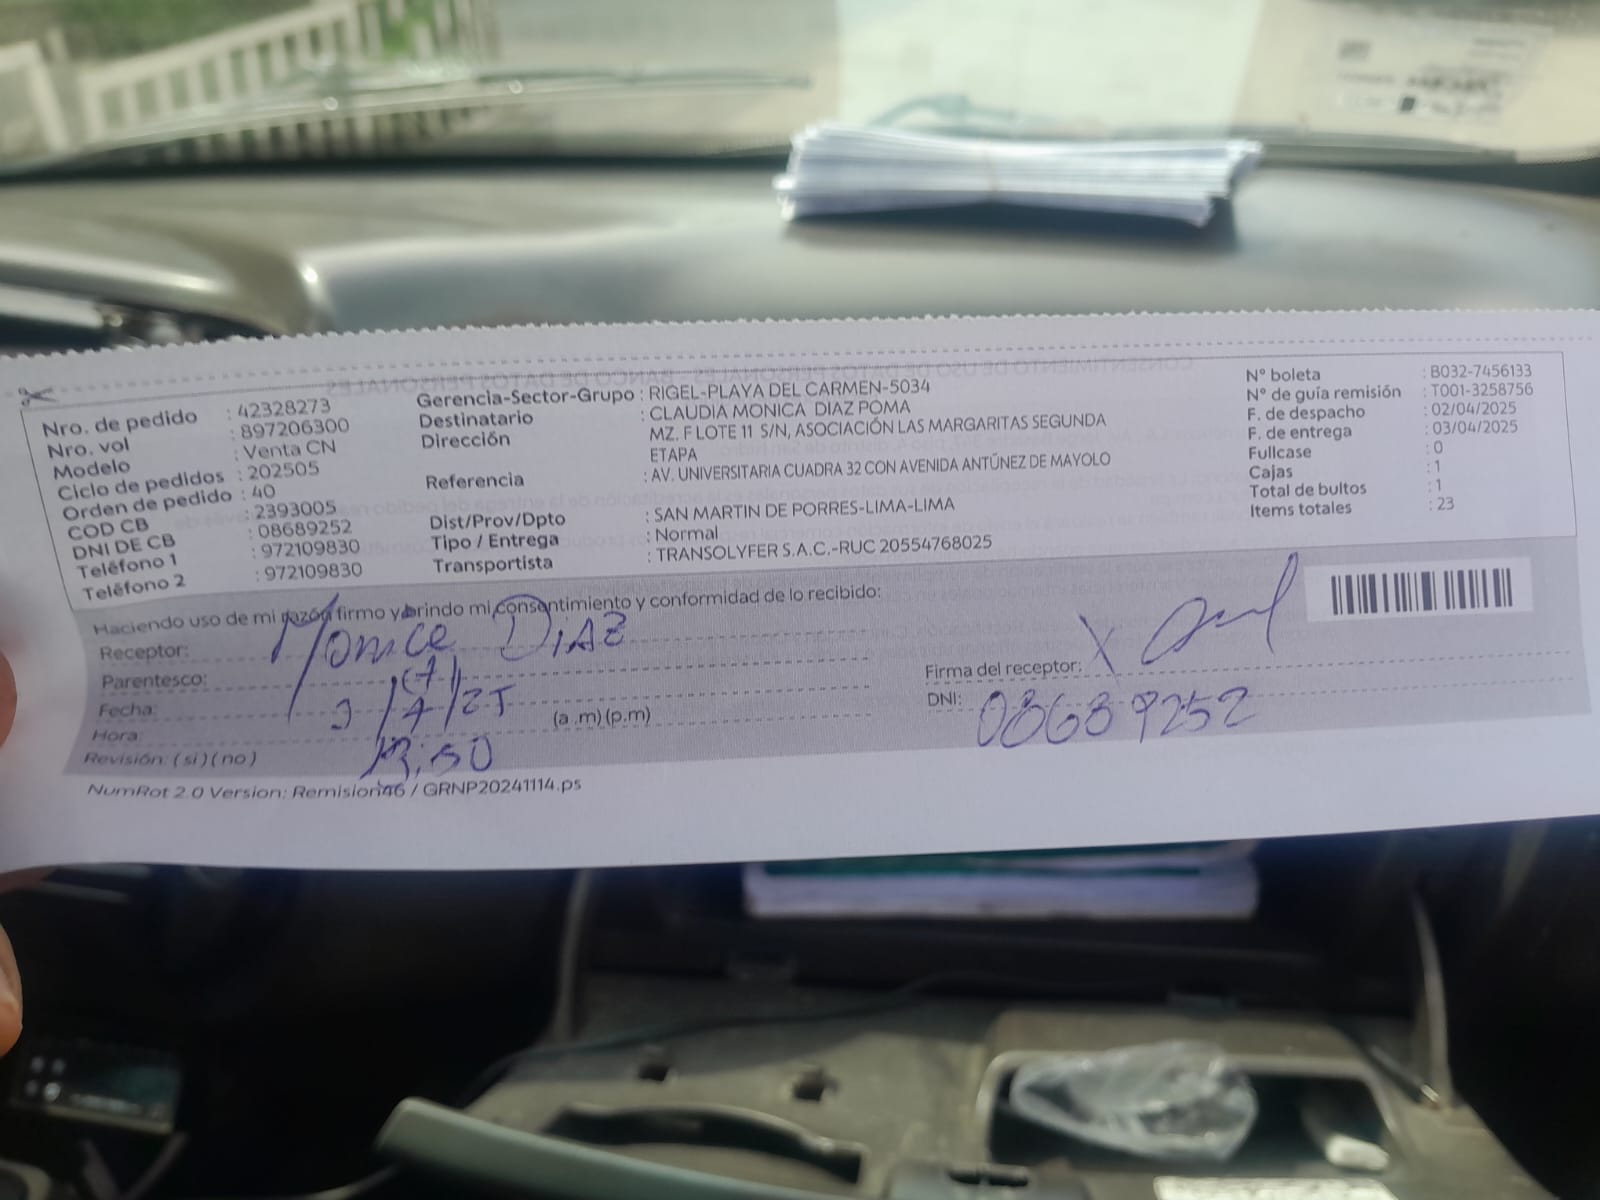 Nro. de pedido : 42328273
Nro. vol : 897206300
Modelo : Venta CN
Ciclo de pedidos : 202505
Orden de pedido : 40
COD CB : 2393005
DNI DE CB : 08689252
Teléfono 1 : 972109830
Teléfono 2 : 972109830
Gerencia-Sector-Grupo : RIGEL-PLAYA DEL CARMEN-5034
Destinatario : CLAUDIA MONICA DIAZ POMA
Dirección MZ. F LOTE 11 S/N, ASOCIACIÓN LAS MARGARITAS SEGUNDA
ETAPA
Referencia : AV. UNIVERSITARIA CUADRA 32 CON AVENIDA ANTÚNEZ DE MAYOLO
Dist/Prov/Dpto : SAN MARTIN DE PORRES-LIMA-LIMA
Tipo / Entrega : Normal
Transportista : TRANSOLYFER S.A.C.-RUC 20554768025
N° boleta : B032-7456133
N° de guía remisión : T001-3258756
F. de despacho : 02/04/2025
F. de entrega : 03/04/2025
Fullcase : 0
Cajas : 1
Total de bultos : 1
Items totales : 23
Haciendo uso de mi razón firmo y brindo mi consentimiento y conformidad de lo recibido:
Receptor: Monica DIAZ
Parentesco: (t)
Fecha: 3/4/25
Hora: (a.m)(p.m)
Revisión: (si)(no) 13:50
Firma del receptor: X
DNI: 08689252
NumRot 2.0 Version: Remision46 / GRNP20241114.ps